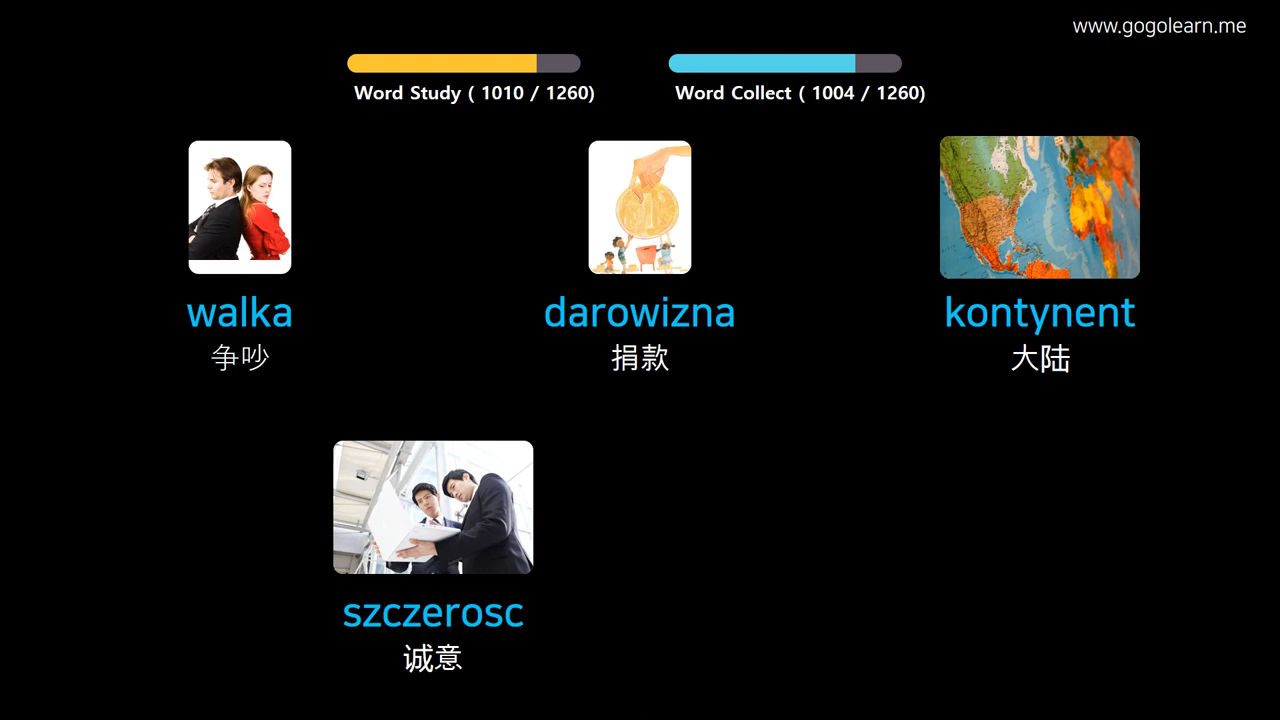 www.gogolearn.me
Word Study ( 1010 / 1260)
Word Collect ( 1004 / 1260)
walka
争吵
darowizna
捐款
kontynent
大陆
szczerosc
诚意